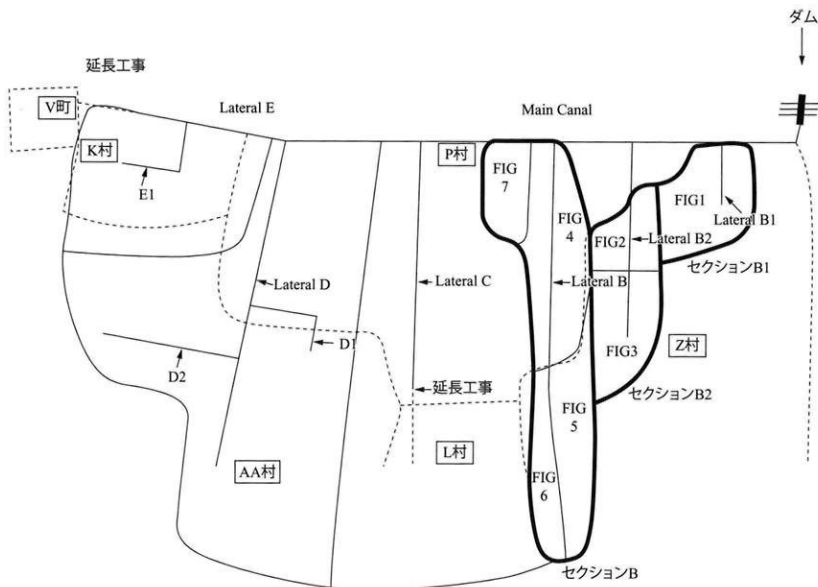 ダム
延長工事
V町
Lateral E
Main Canal
K村
P村
E1
FIG
7
FIG
4
FIG1
Lateral B1
FIG2
Lateral B2
セクションB1
Lateral D
Lateral C
Lateral B
D1
D2
FIG3
Z村
延長工事
セクションB2
FIG
5
L村
AA村
FIG
6
セクションB